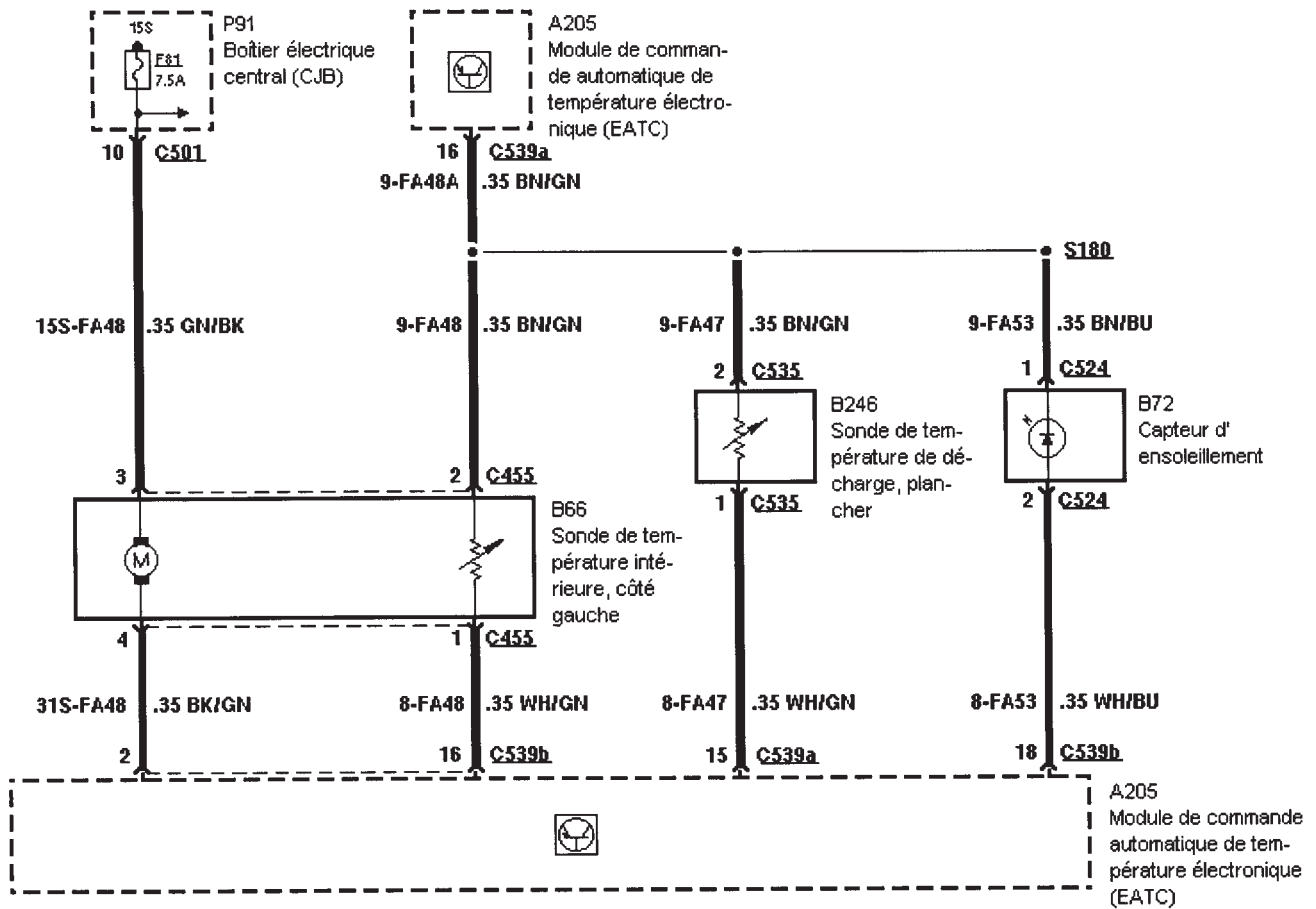 15S
F81
7.5A
P91
Boîtier électrique
central (CJB)
A205
Module de comman-
de automatique de
température électro-
nique (EATC)
10 C501
16 C539a
9-FA48A .35 BN/GN
S180
15S-FA48 .35 GN/BK
9-FA48 .35 BN/GN
9-FA47 .35 BN/GN
9-FA53 .35 BN/BU
2 C535
1 C524
B246
Sonde de tem-
pérature de dé-
charge, plan-
cher
B72
Capteur d'
ensoleillement
3
2 C455
1 C535
2 C524
M
B66
Sonde de tem-
pérature inté-
rieure, côté
gauche
4
1 C455
31S-FA48 .35 BK/GN
8-FA48 .35 WH/GN
8-FA47 .35 WH/GN
8-FA53 .35 WH/BU
2
16 C539b
15 C539a
18 C539b
A205
Module de commande
automatique de tem-
pérature électronique
(EATC)